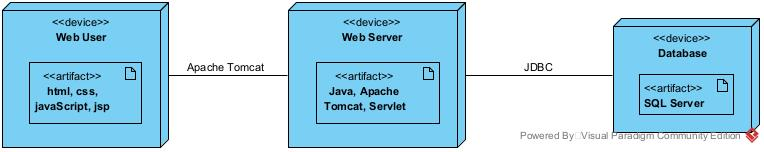 <<device>>
Web User
<<artifact>>
html, css,
javaScript, jsp
Apache Tomcat
<<device>>
Web Server
<<artifact>>
Java, Apache
Tomcat, Servlet
JDBC
<<device>>
Database
<<artifact>>
SQL Server
Powered By Visual Paradigm Community Edition